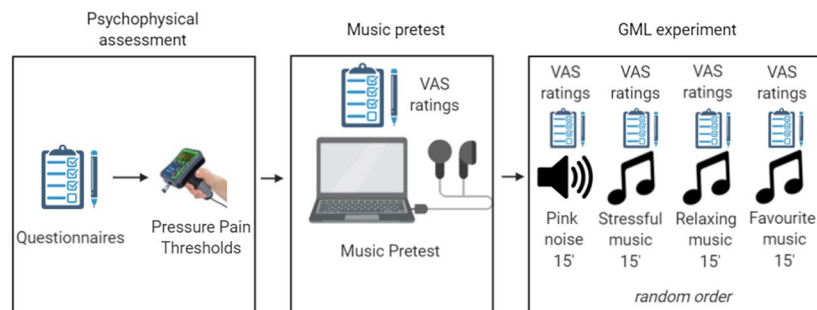 Psychophysical
assessment
Questionnaires
Pressure Pain
Thresholds
Music pretest
VAS
ratings
Music Pretest
GML experiment
VAS
ratings
Pink
noise
15'
VAS
ratings
Stressful
music
15'
VAS
ratings
Relaxing
music
15'
VAS
ratings
Favourite
music
15'
random order